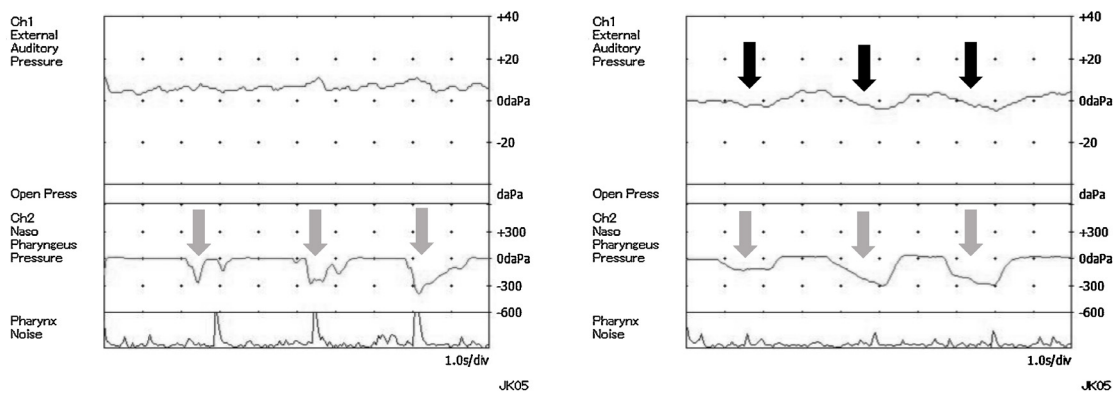 Ch1
External
Auditory
Pressure
+40
+20
0daPa
-20
Open Press
daPa
Ch2
Naso
Pharyngeus
Pressure
+300
0daPa
-300
-600
Pharynx
Noise
1.0s/div
JK05
Ch1
External
Auditory
Pressure
+40
+20
0daPa
-20
Open Press
daPa
Ch2
Naso
Pharyngeus
Pressure
+300
0daPa
-300
-600
Pharynx
Noise
1.0s/div
JK05